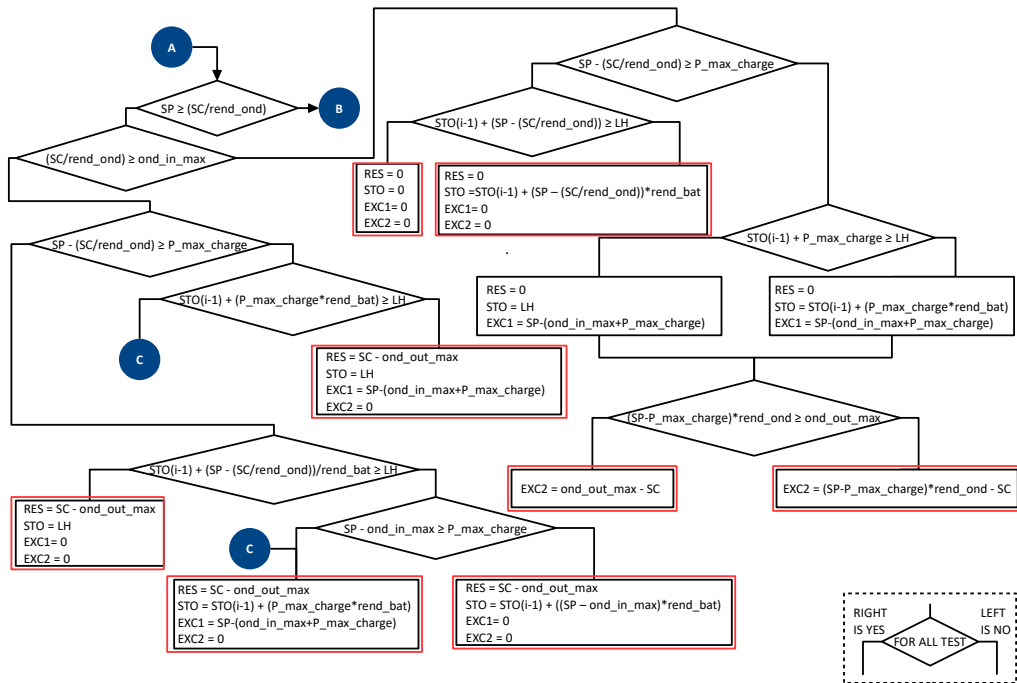 A
SP ≥ (SC/rend_ond)
B
(SC/rend_ond) ≥ ond_in_max
SP - (SC/rend_ond) ≥ P_max_charge
STO(i-1) + (SP - (SC/rend_ond)) ≥ LH
RES = 0
STO = 0
EXC1= 0
EXC2 = 0
RES = 0
STO =STO(i-1) + (SP – (SC/rend_ond))*rend_bat
EXC1= 0
EXC2 = 0
STO(i-1) + P_max_charge ≥ LH
RES = 0
STO = LH
EXC1 = SP-(ond_in_max+P_max_charge)
RES = 0
STO = STO(i-1) + (P_max_charge*rend_bat)
EXC1 = SP-(ond_in_max+P_max_charge)
(SP-P_max_charge)*rend_ond ≥ ond_out_max
EXC2 = ond_out_max - SC
EXC2 = (SP-P_max_charge)*rend_ond - SC
SP - (SC/rend_ond) ≥ P_max_charge
STO(i-1) + (P_max_charge*rend_bat) ≥ LH
C
RES = SC - ond_out_max
STO = LH
EXC1 = SP-(ond_in_max+P_max_charge)
EXC2 = 0
STO(i-1) + (SP - (SC/rend_ond))/rend_bat ≥ LH
RES = SC - ond_out_max
STO = LH
EXC1= 0
EXC2 = 0
SP - ond_in_max ≥ P_max_charge
C
RES = SC - ond_out_max
STO = STO(i-1) + (P_max_charge*rend_bat)
EXC1 = SP-(ond_in_max+P_max_charge)
EXC2 = 0
RES = SC - ond_out_max
STO = STO(i-1) + ((SP – ond_in_max)*rend_bat)
EXC1= 0
EXC2 = 0
RIGHT
IS YES
LEFT
IS NO
FOR ALL TEST